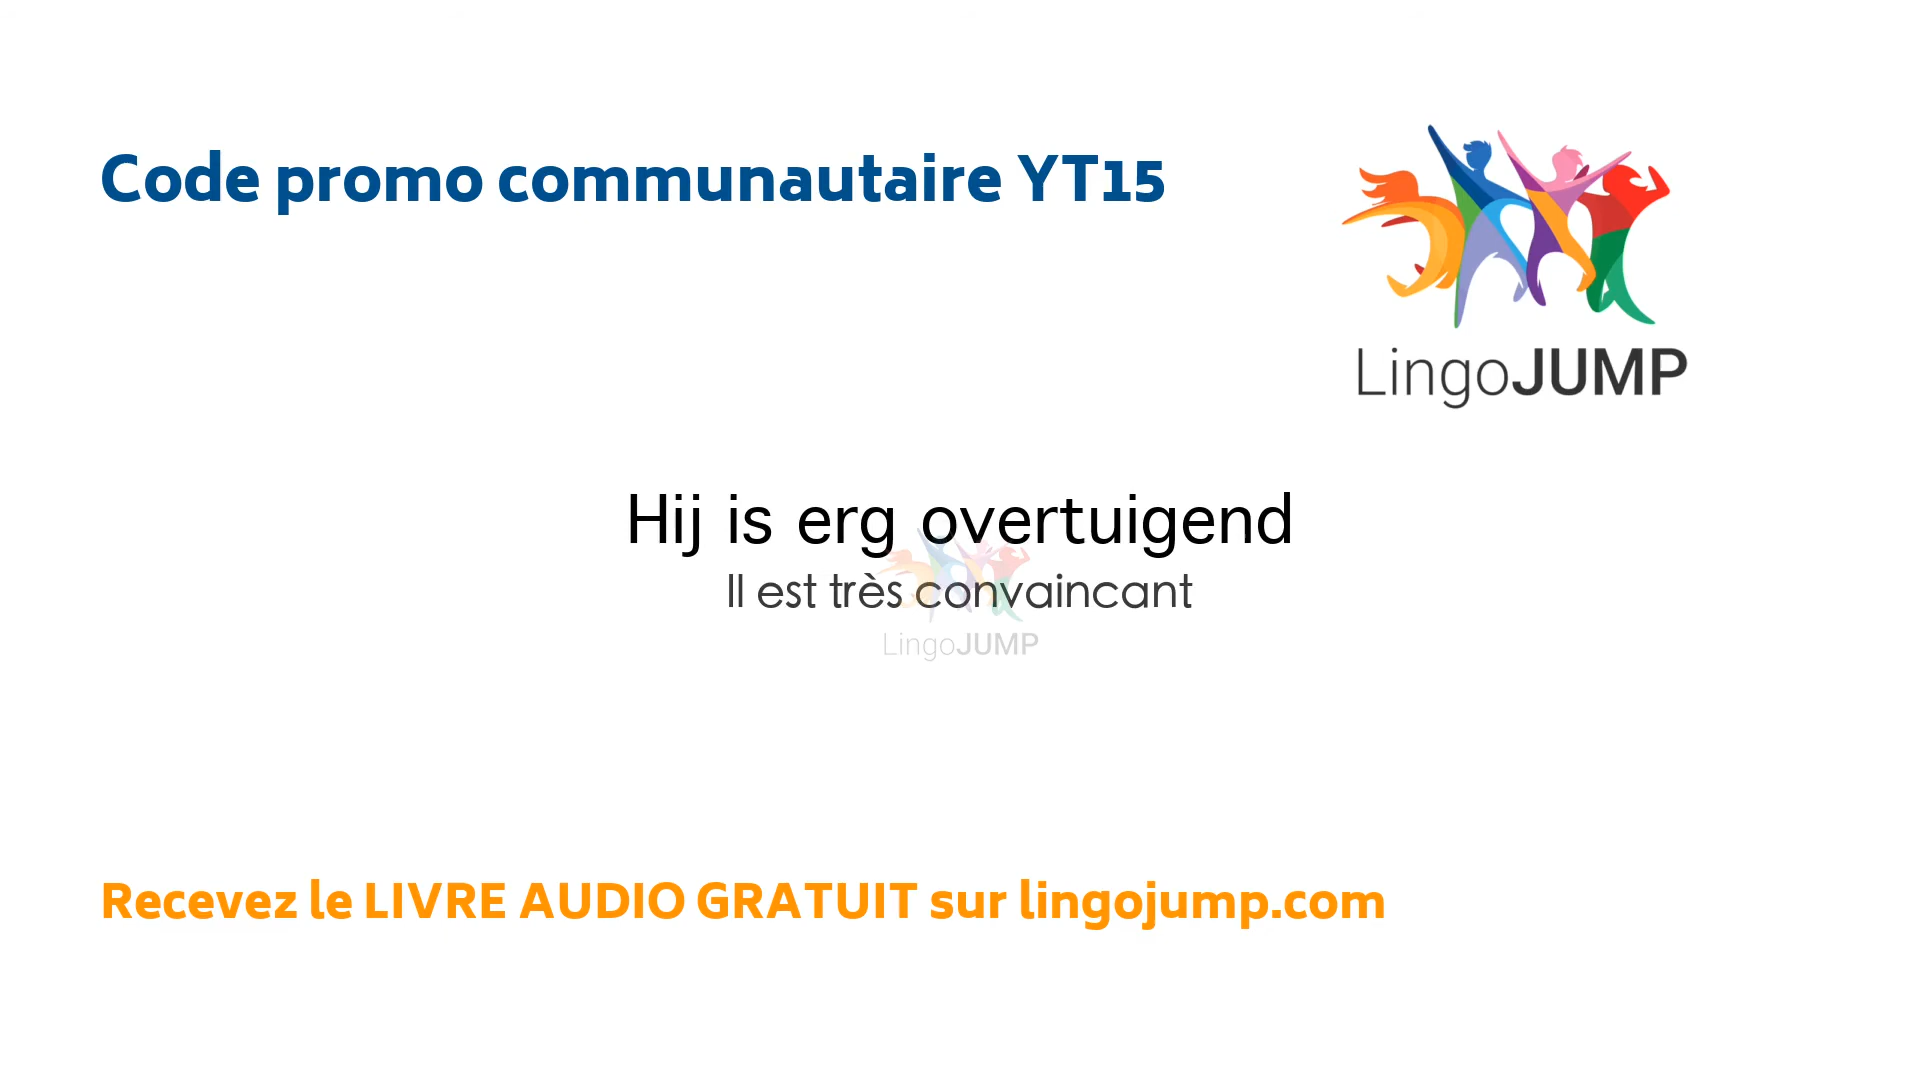 Code promo communautaire YT15
LingoJUMP
Hij is erg overtuigend
Il est très convaincant
LingoJUMP
Recevez le LIVRE AUDIO GRATUIT sur lingojump.com